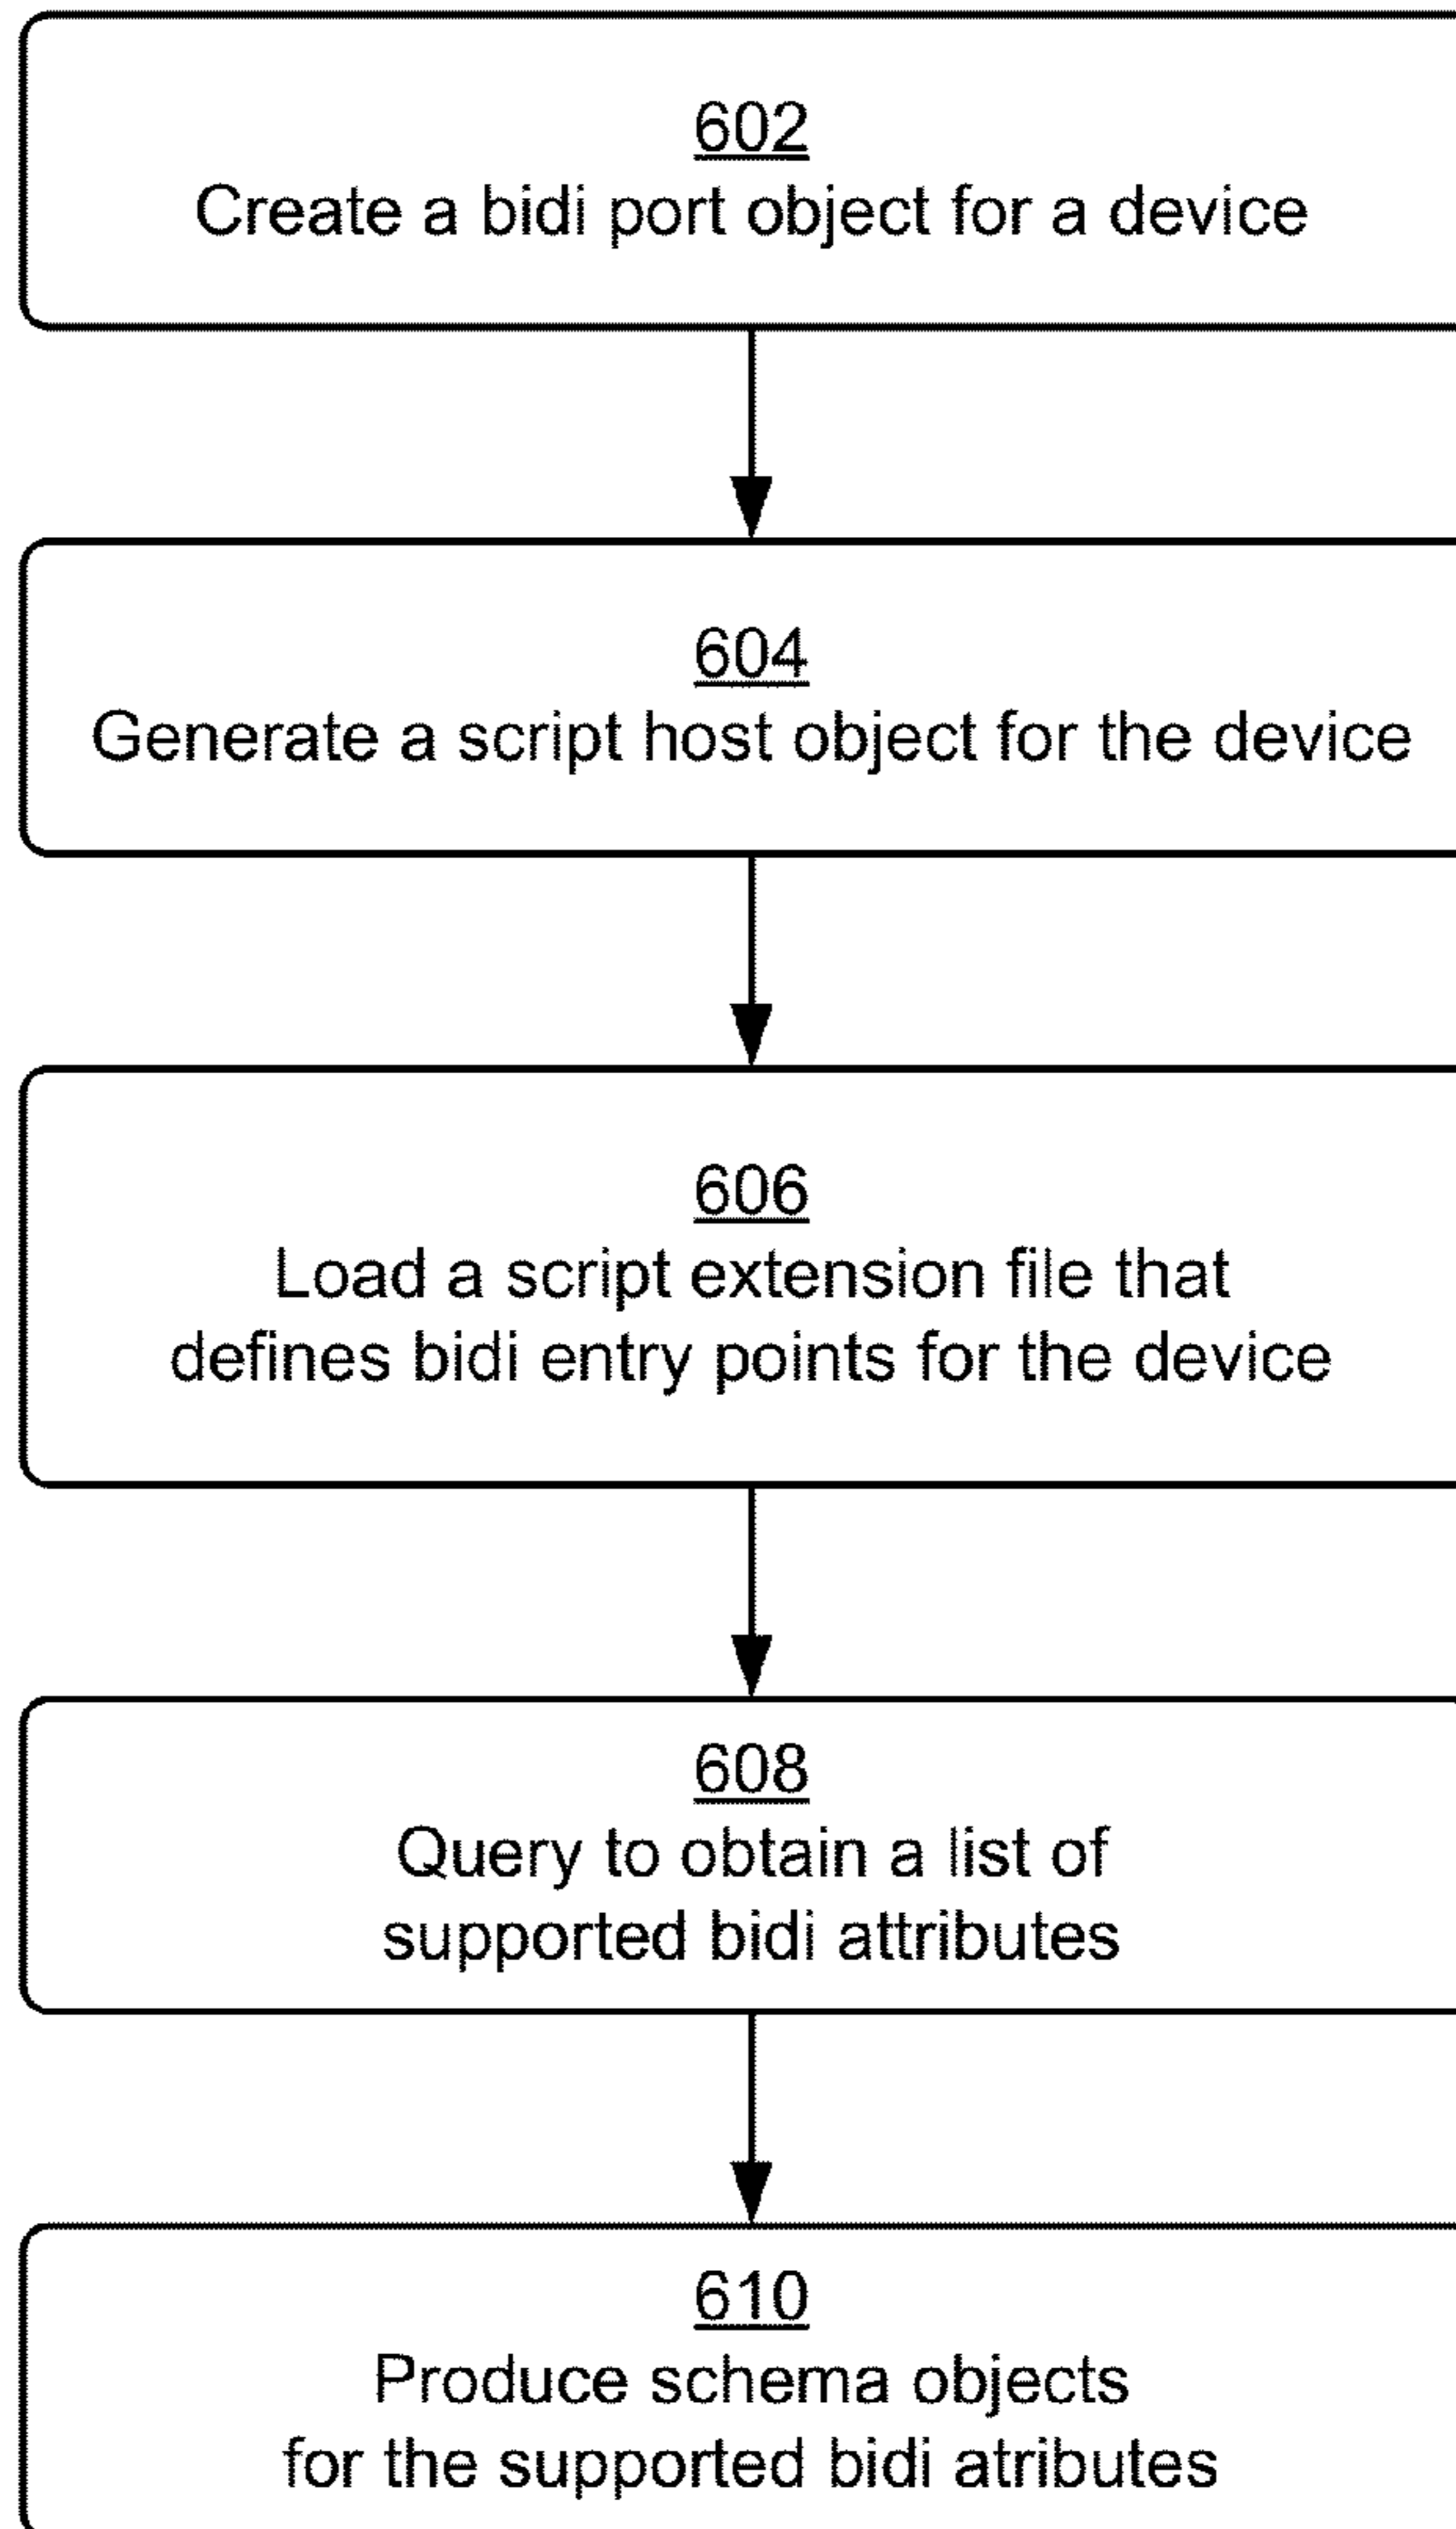 602
Create a bidi port object for a device
604
Generate a script host object for the device
606
Load a script extension file that
defines bidi entry points for the device
608
Query to obtain a list of
supported bidi attributes
610
Produce schema objects
for the supported bidi atributes